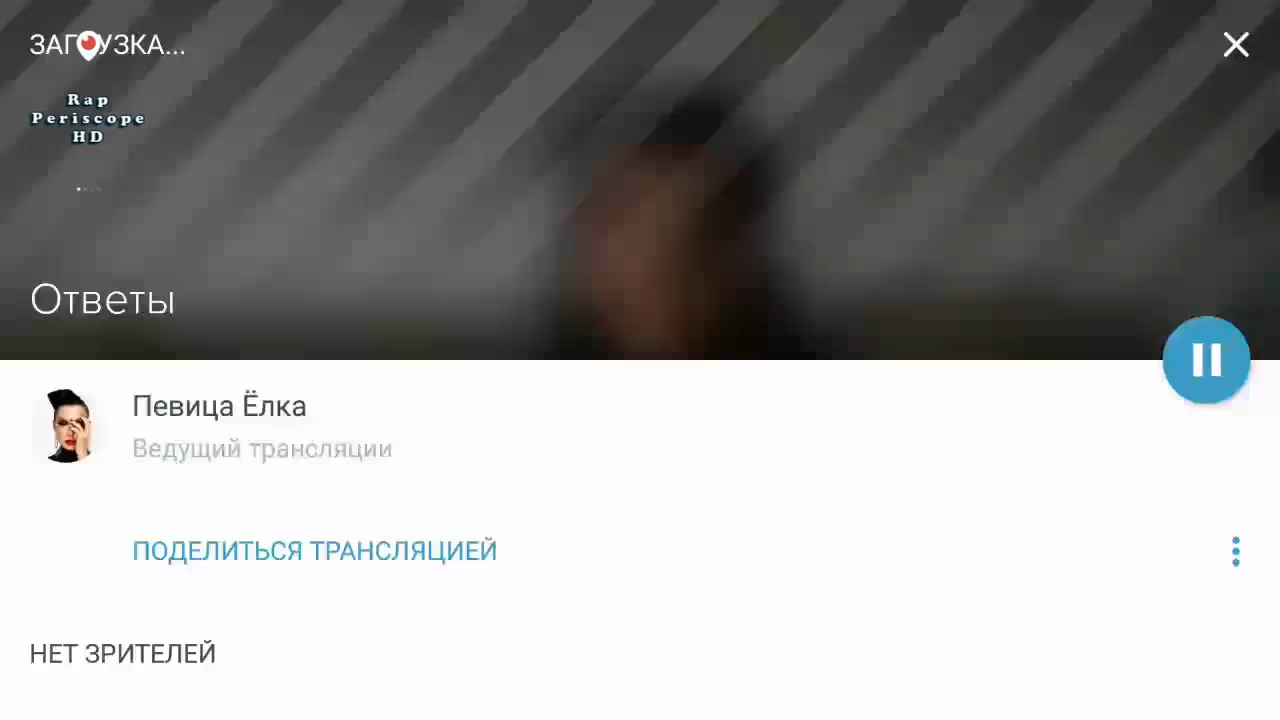 ЗАГРУЗКА...
Rap
Periscope
HD
Ответы
Певица Ёлка
Ведущий трансляции
ПОДЕЛИТЬСЯ ТРАНСЛЯЦИЕЙ
НЕТ ЗРИТЕЛЕЙ